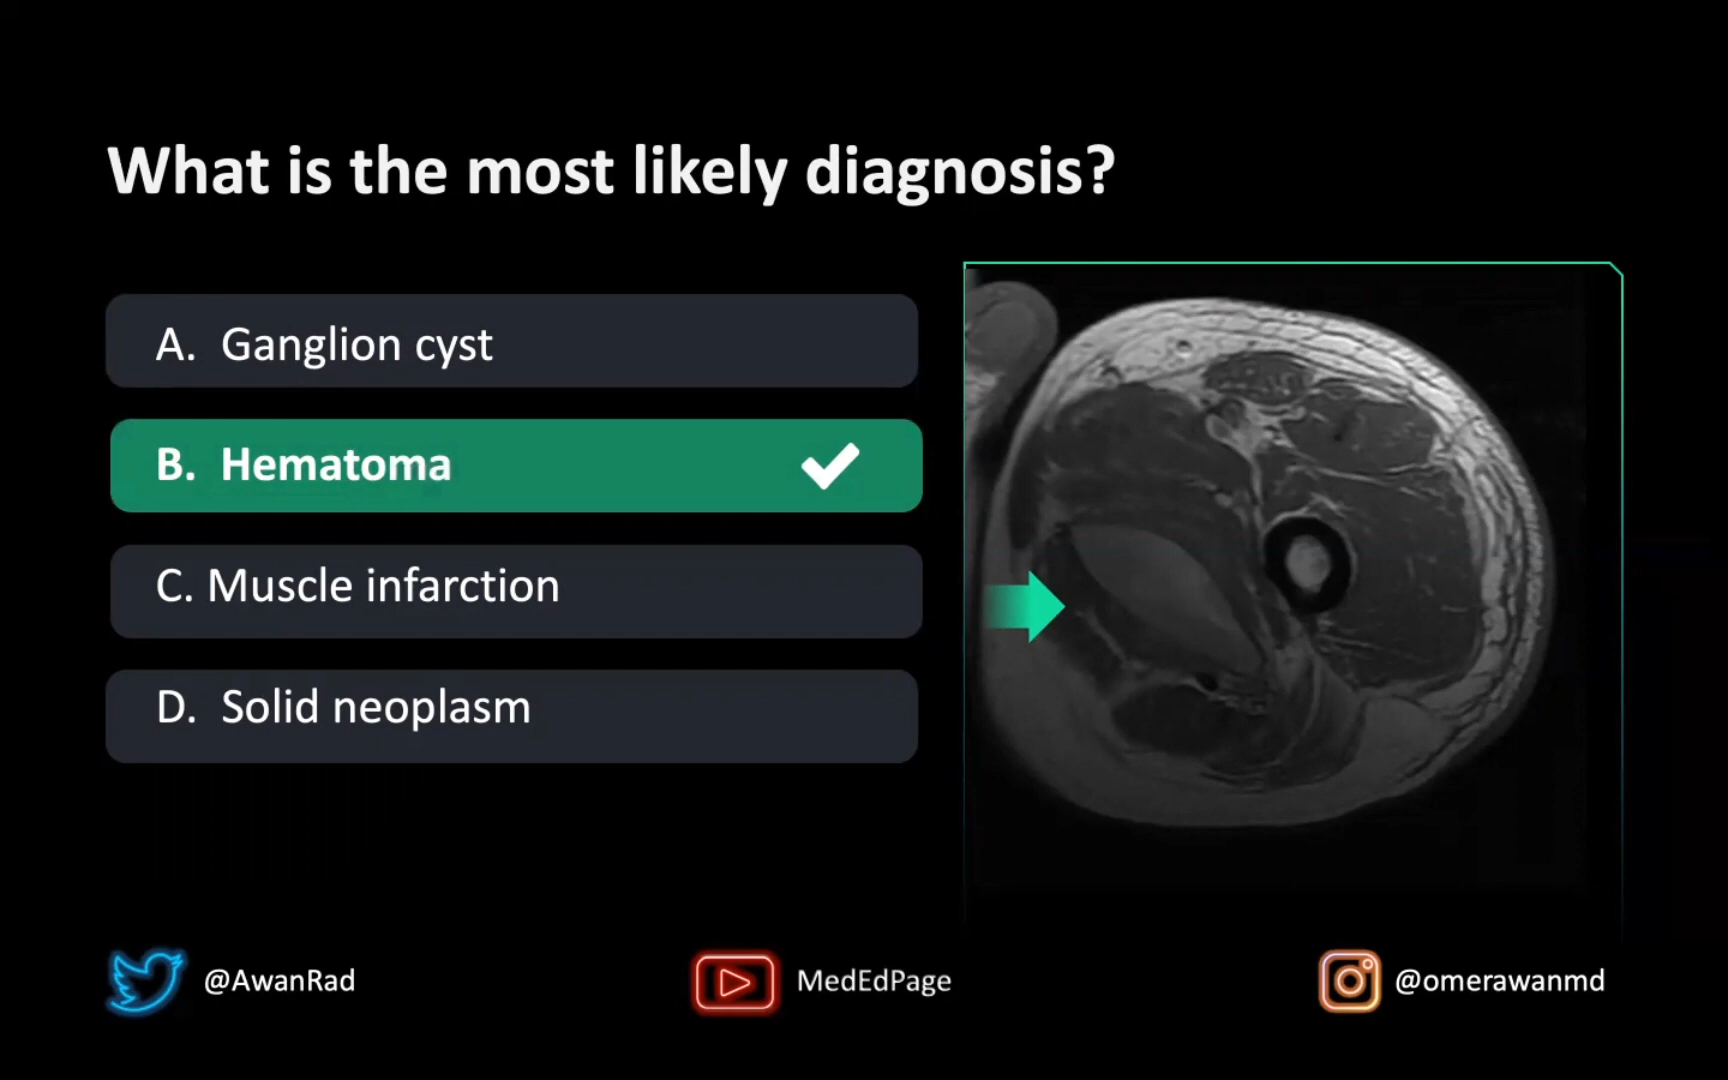 What is the most likely diagnosis?
A. Ganglion cyst
B. Hematoma
C. Muscle infarction
D. Solid neoplasm
@AwanRad
MedEdPage
@omerawanmd